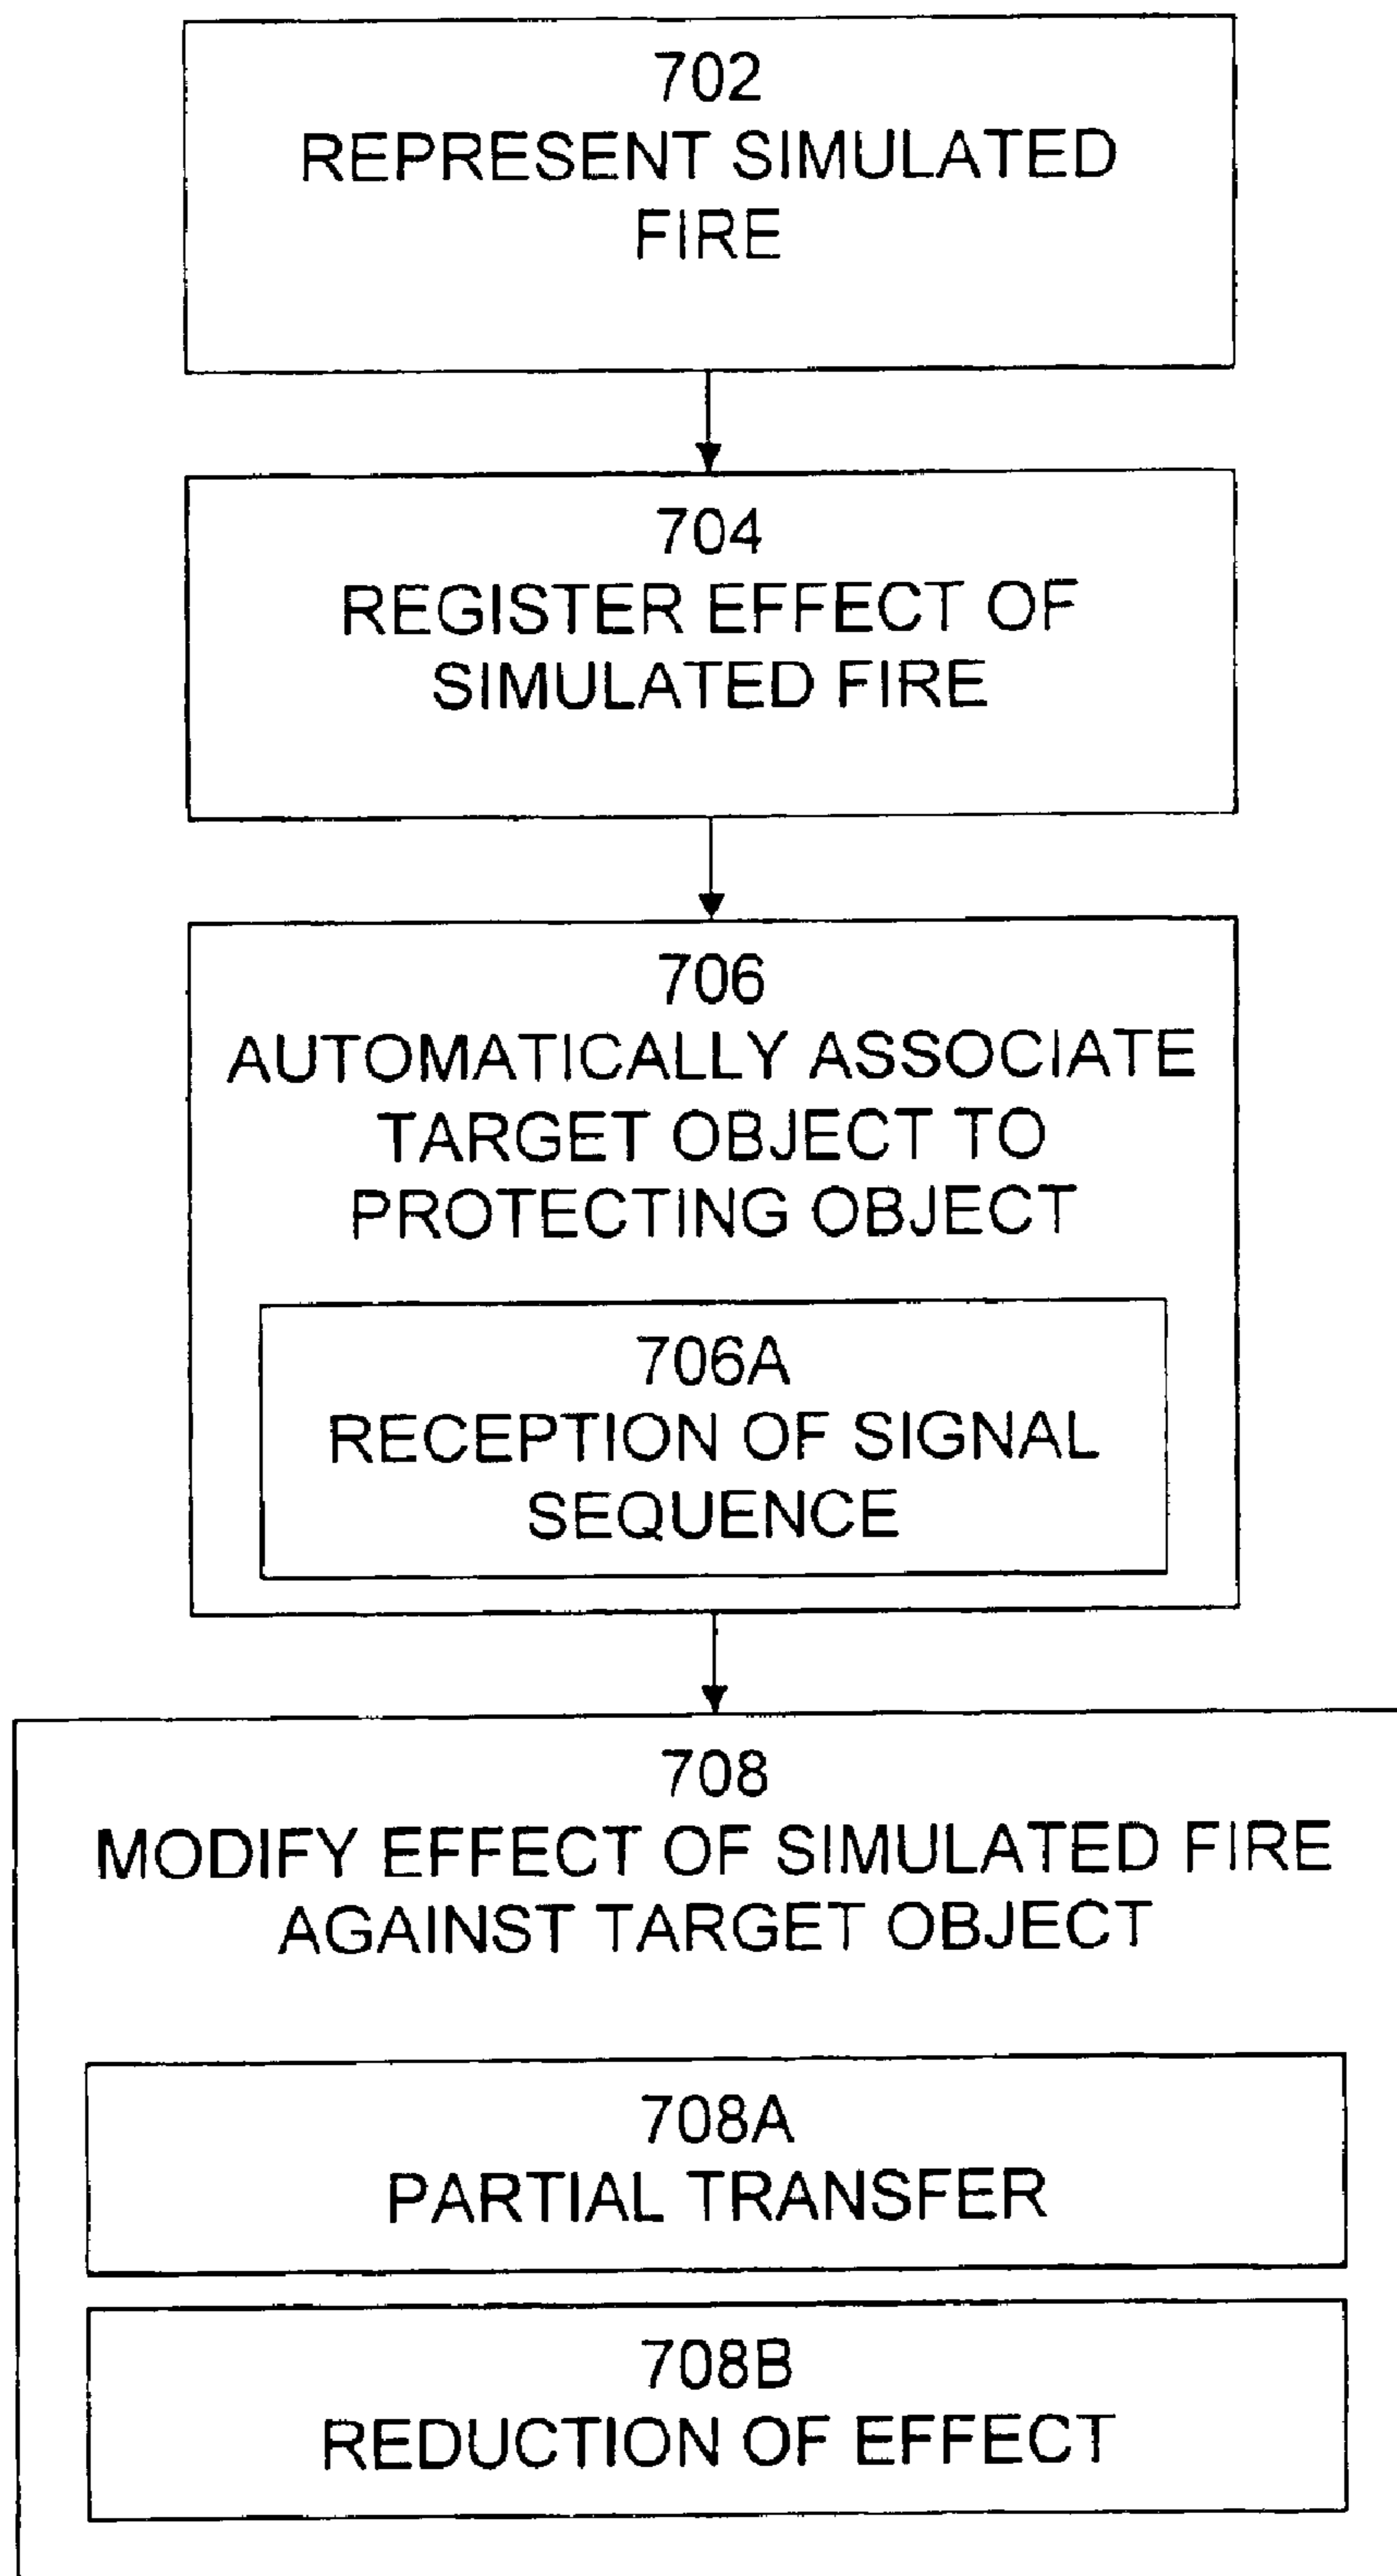 702
REPRESENT SIMULATED
FIRE
704
REGISTER EFFECT OF
SIMULATED FIRE
706
AUTOMATICALLY ASSOCIATE
TARGET OBJECT TO
PROTECTING OBJECT
706A
RECEPTION OF SIGNAL
SEQUENCE
708
MODIFY EFFECT OF SIMULATED FIRE
AGAINST TARGET OBJECT
708A
PARTIAL TRANSFER
708B
REDUCTION OF EFFECT